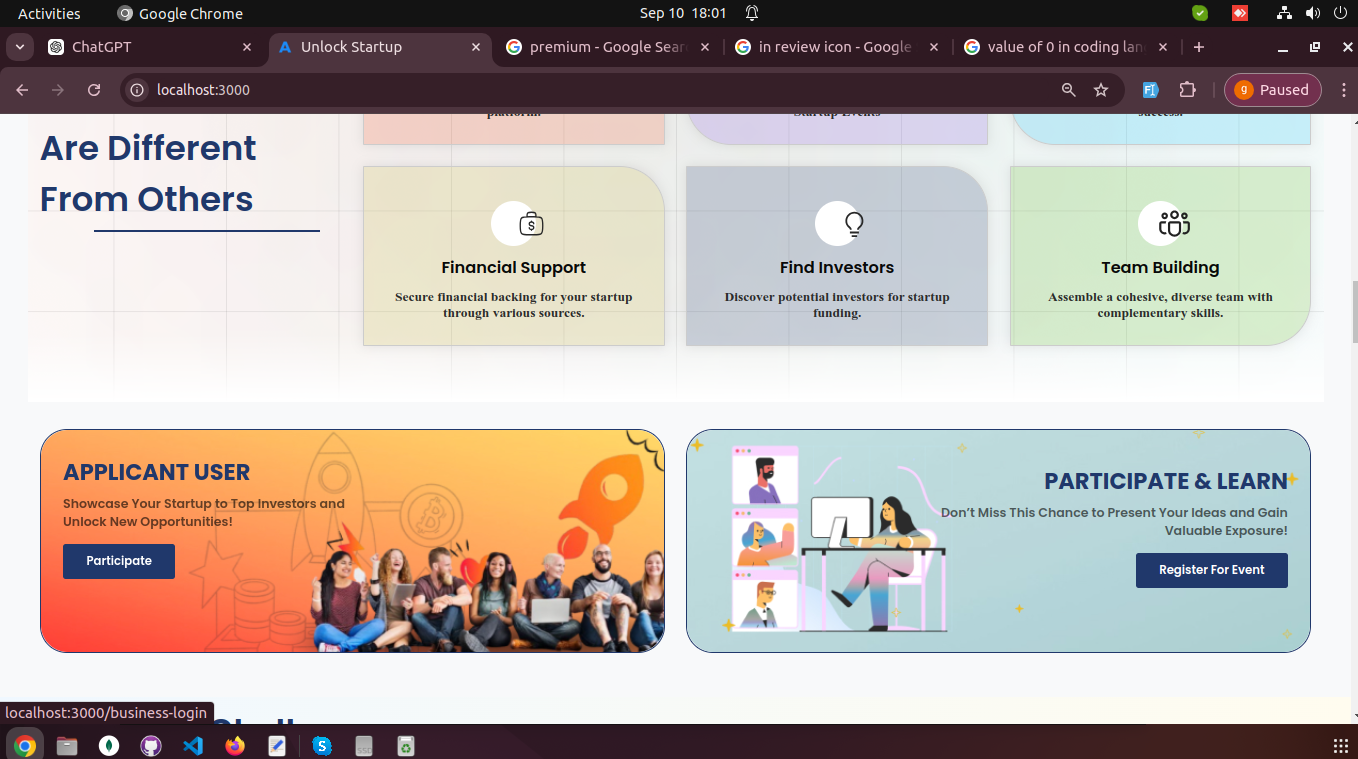 Activities
Google Chrome
Sep 10 18:01
ChatGPT
Unlock Startup
premium - Google Sear
in review icon - Google
value of 0 in coding lan
localhost:3000
Paused
platform.
Startup Events
success.
Are Different
From Others
$
Financial Support
Secure financial backing for your startup
through various sources.
Find Investors
Discover potential investors for startup
funding.
Team Building
Assemble a cohesive, diverse team with
complementary skills.
APPLICANT USER
Showcase Your Startup to Top Investors and
Unlock New Opportunities!
Participate
PARTICIPATE & LEARN
Don’t Miss This Chance to Present Your Ideas and Gain
Valuable Exposure!
Register For Event
localhost:3000/business-login